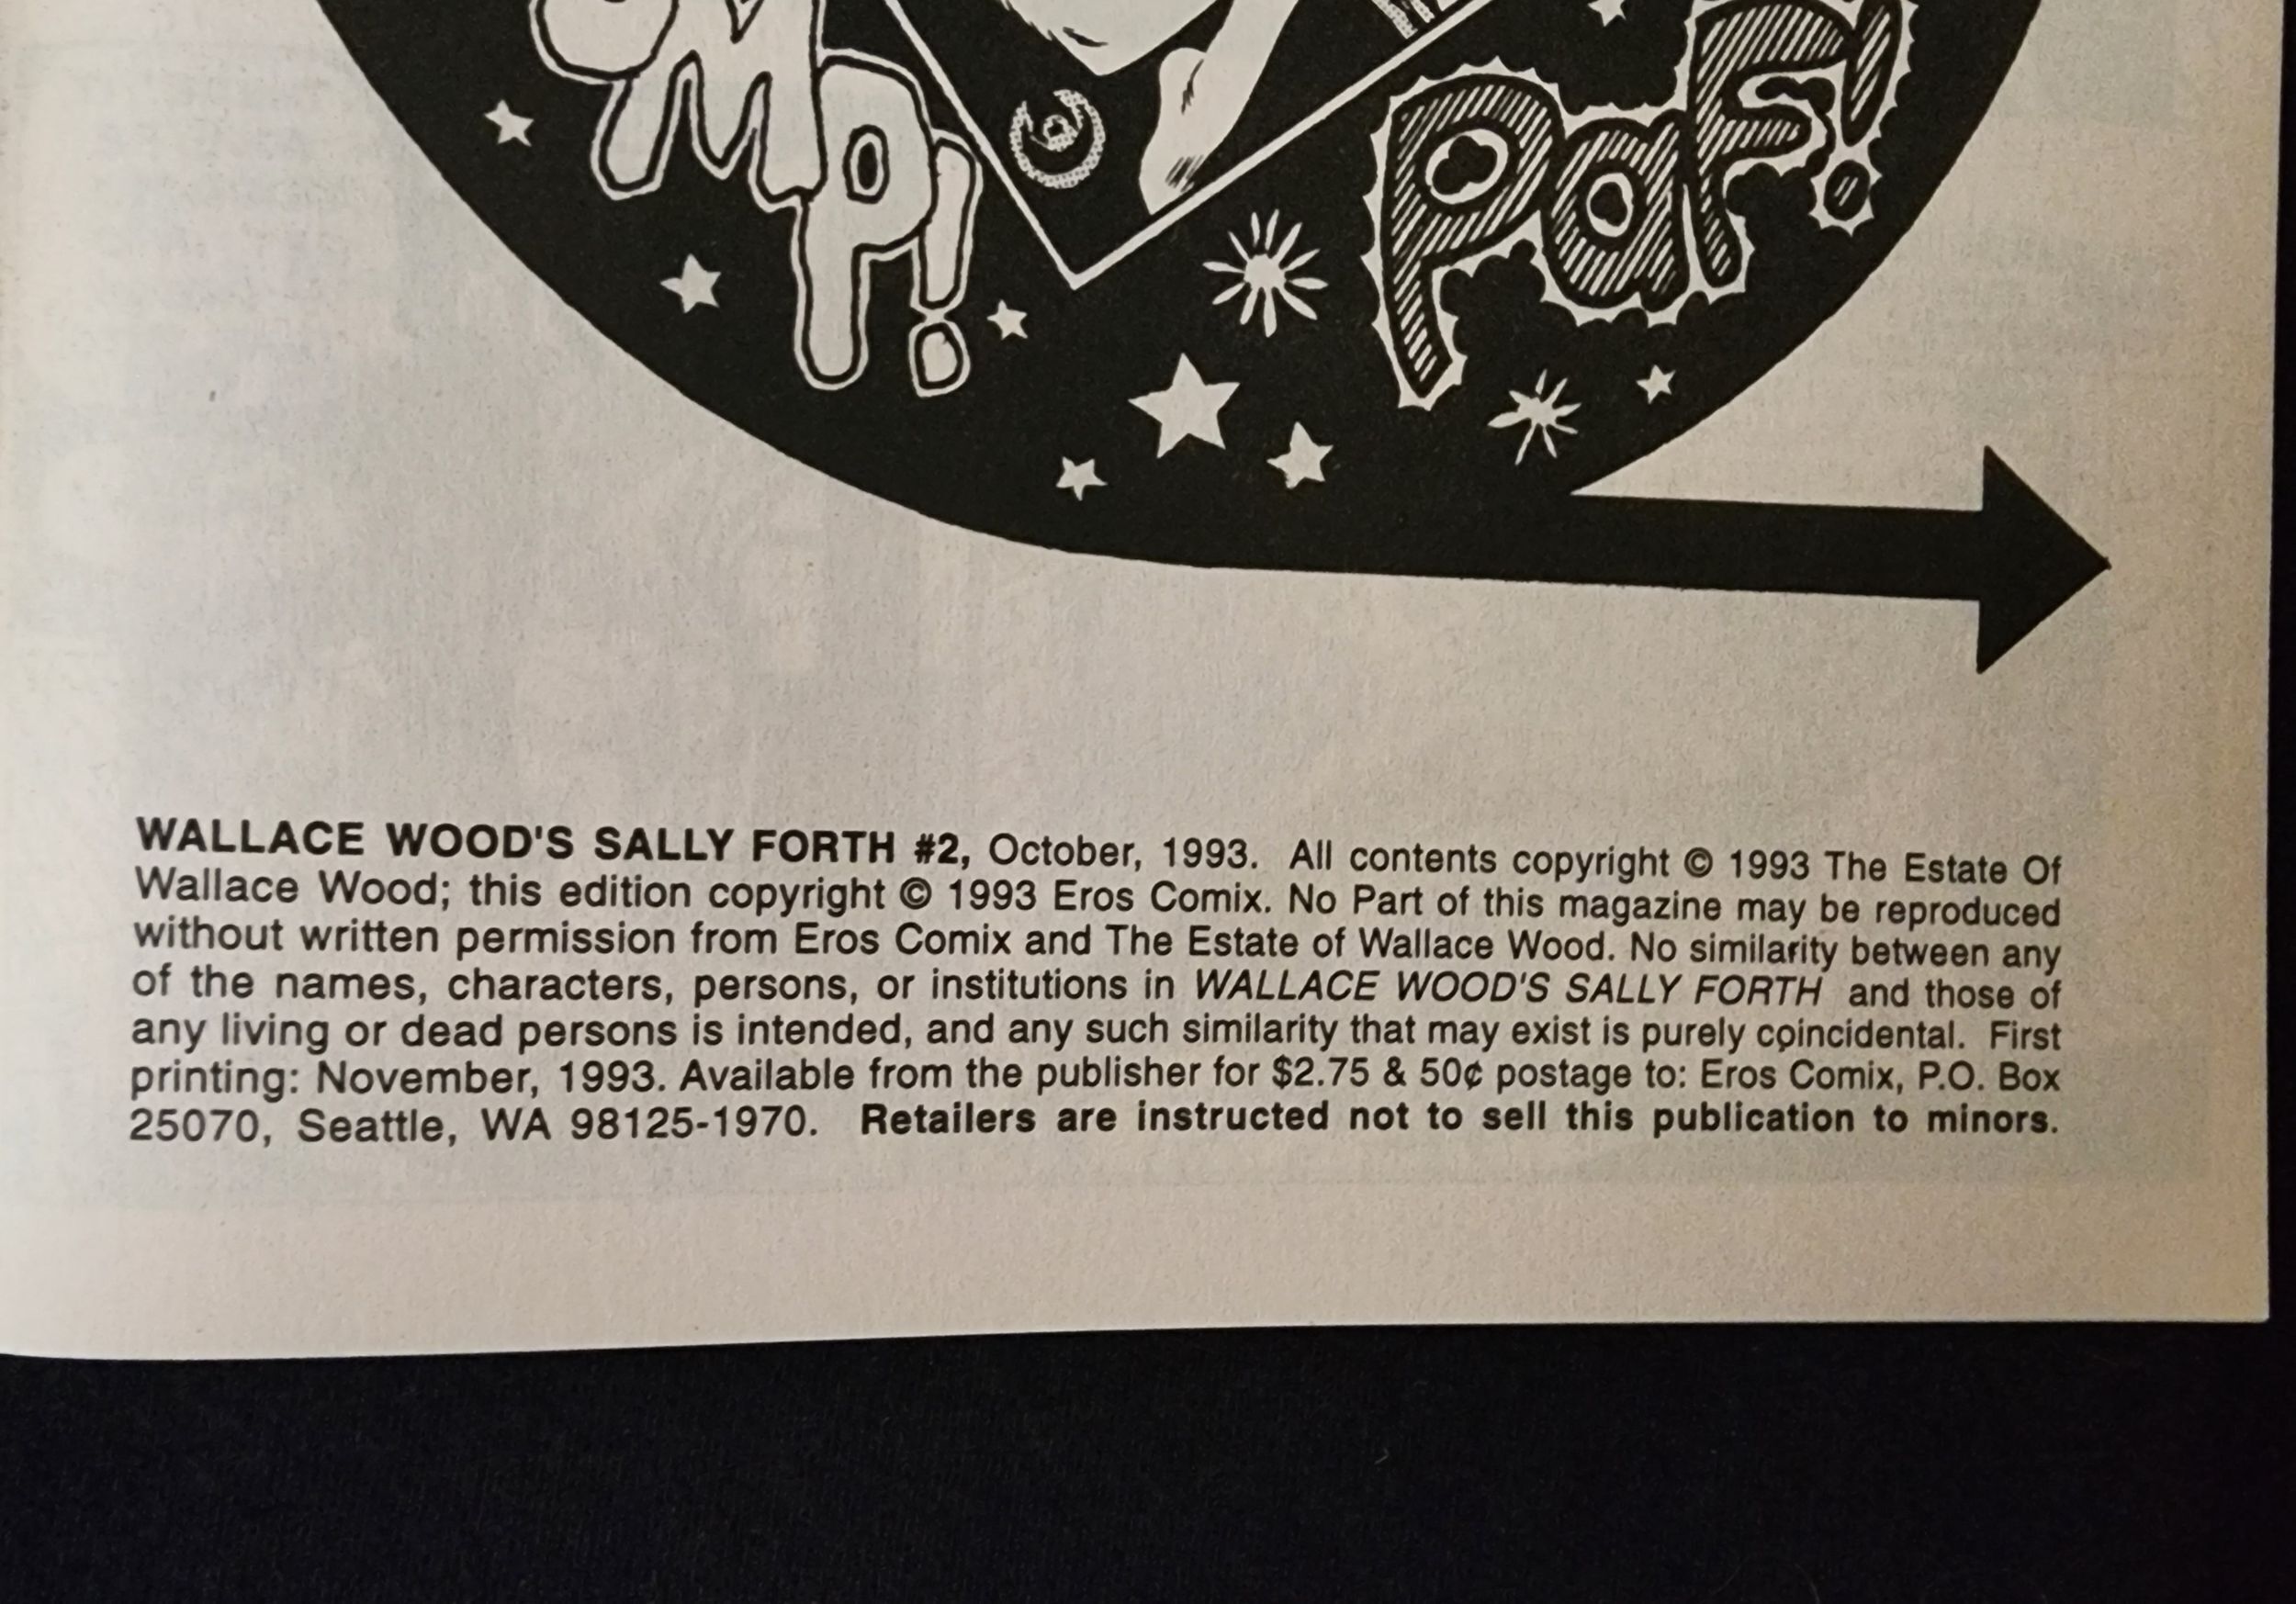 OMP!
PaF!
WALLACE WOOD'S SALLY FORTH #2, October, 1993. All contents copyright © 1993 The Estate Of
Wallace Wood; this edition copyright © 1993 Eros Comix. No Part of this magazine may be reproduced
without written permission from Eros Comix and The Estate of Wallace Wood. No similarity between any
of the names, characters, persons, or institutions in WALLACE WOOD'S SALLY FORTH and those of
any living or dead persons is intended, and any such similarity that may exist is purely coincidental. First
printing: November, 1993. Available from the publisher for $2.75 & 50¢ postage to: Eros Comix, P.O. Box
25070, Seattle, WA 98125-1970. Retailers are instructed not to sell this publication to minors.